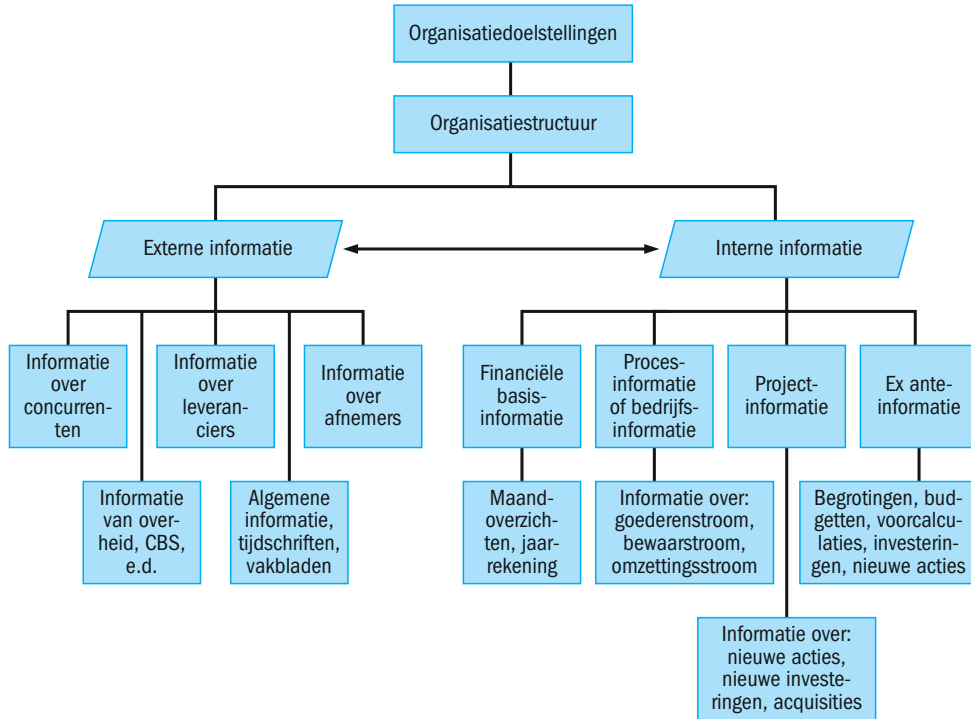 Organisatiedoelstellingen
Organisatiestructuur
Externe informatie
Interne informatie
Informatie
over
concurren-
ten
Informatie
over
leveran-
ciers
Informatie
over
afnemers
Financiële
basis-
informatie
Proces-
informatie
of bedrijfs-
informatie
Project-
informatie
Ex ante-
informatie
Informatie
van over-
heid, CBS,
e.d.
Algemene
informatie,
tijdschriften,
vakbladen
Maand-
overzich-
ten, jaar-
rekening
Informatie over:
goederenstroom,
bewaarstroom,
omzettingsstroom
Begrotingen, bud-
getten, voorcalcu-
laties, investerin-
gen, nieuwe acties
Informatie over:
nieuwe acties,
nieuwe investe-
ringen, acquisities